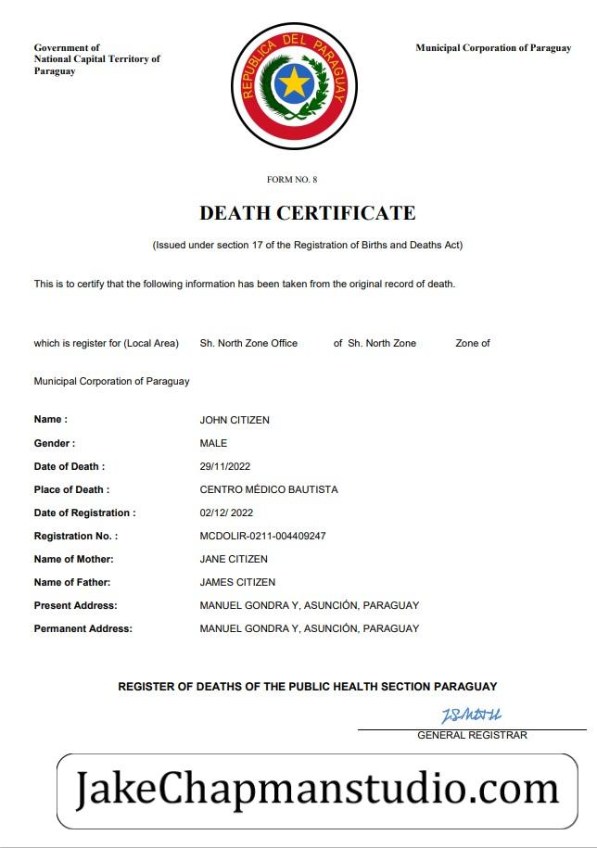 Government of
National Capital Territory of
Paraguay
Municipal Corporation of Paraguay
REPUBLICA DEL PARAGUAY
FORM NO. 8
DEATH CERTIFICATE
(Issued under section 17 of the Registration of Births and Deaths Act)
This is to certify that the following information has been taken from the original record of death.
which is register for (Local Area) Sh. North Zone Office of Sh. North Zone Zone of
Municipal Corporation of Paraguay
Name : JOHN CITIZEN
Gender : MALE
Date of Death : 29/11/2022
Place of Death : CENTRO MÉDICO BAUTISTA
Date of Registration : 02/12/ 2022
Registration No. : MCDOLIR-0211-004409247
Name of Mother: JANE CITIZEN
Name of Father: JAMES CITIZEN
Present Address: MANUEL GONDRA Y, ASUNCIÓN, PARAGUAY
Permanent Address: MANUEL GONDRA Y, ASUNCIÓN, PARAGUAY
REGISTER OF DEATHS OF THE PUBLIC HEALTH SECTION PARAGUAY
GENERAL REGISTRAR
JakeChapmanstudio.com